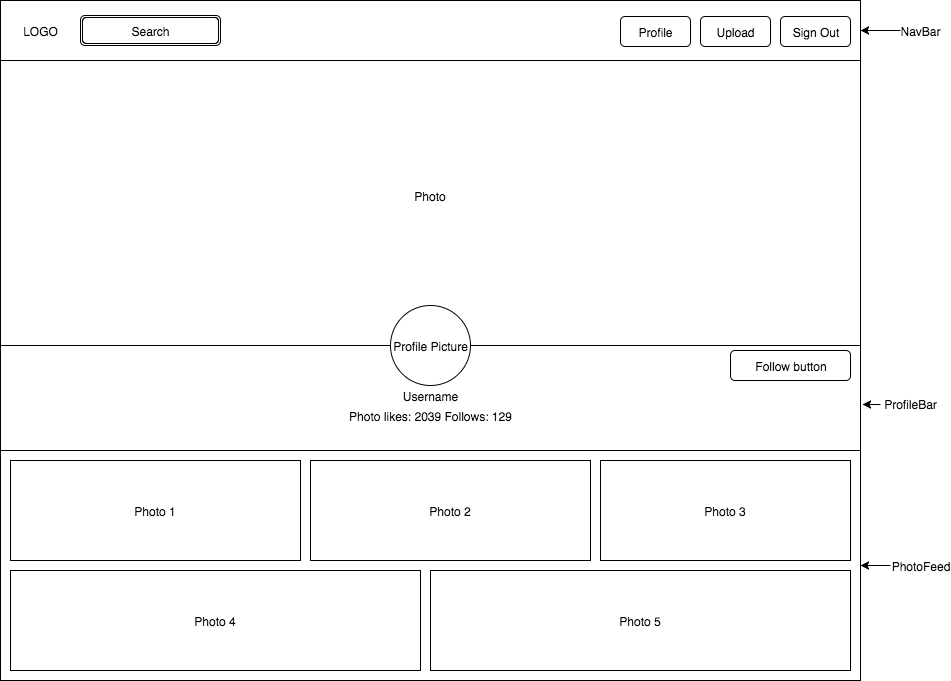 LOGO
Search
Profile
Upload
Sign Out
NavBar
Photo
Profile Picture
Follow button
Username
ProfileBar
Photo likes: 2039 Follows: 129
Photo 1
Photo 2
Photo 3
PhotoFeed
Photo 4
Photo 5